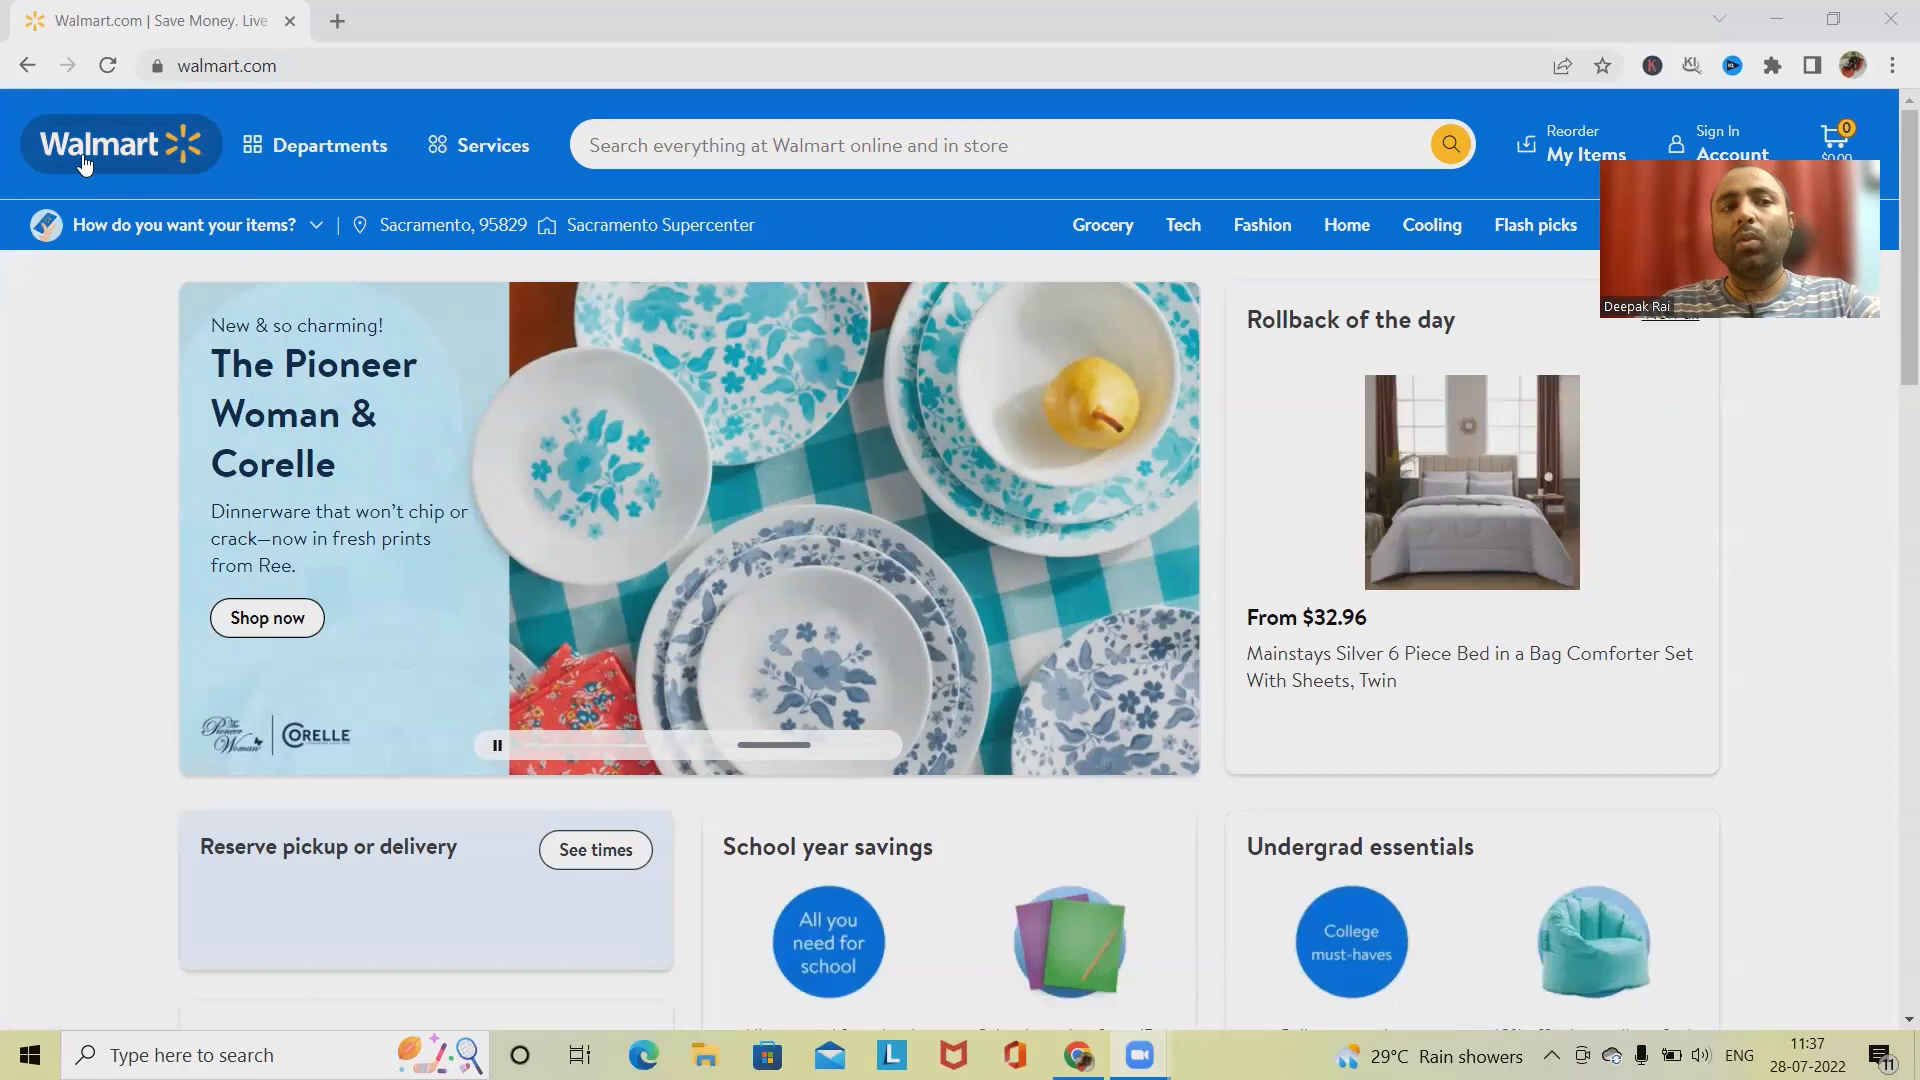 Walmart.com | Save Money. Live
walmart.com
Walmart
Departments
Services
Search everything at Walmart online and in store
Reorder
My Items
Sign In
Account
0
$0.00
How do you want your items?
Sacramento, 95829
Sacramento Supercenter
Grocery
Tech
Fashion
Home
Cooling
Flash picks
Deepak Rai
New & so charming!
The Pioneer
Woman &
Corelle
Dinnerware that won't chip or
crack—now in fresh prints
from Ree.
Shop now
The Pioneer Woman
CORELLE
Rollback of the day
From $32.96
Mainstays Silver 6 Piece Bed in a Bag Comforter Set
With Sheets, Twin
Reserve pickup or delivery
See times
School year savings
All you
need for
school
Undergrad essentials
College
must-haves
Type here to search
29°C Rain showers
ENG
11:37
28-07-2022
11